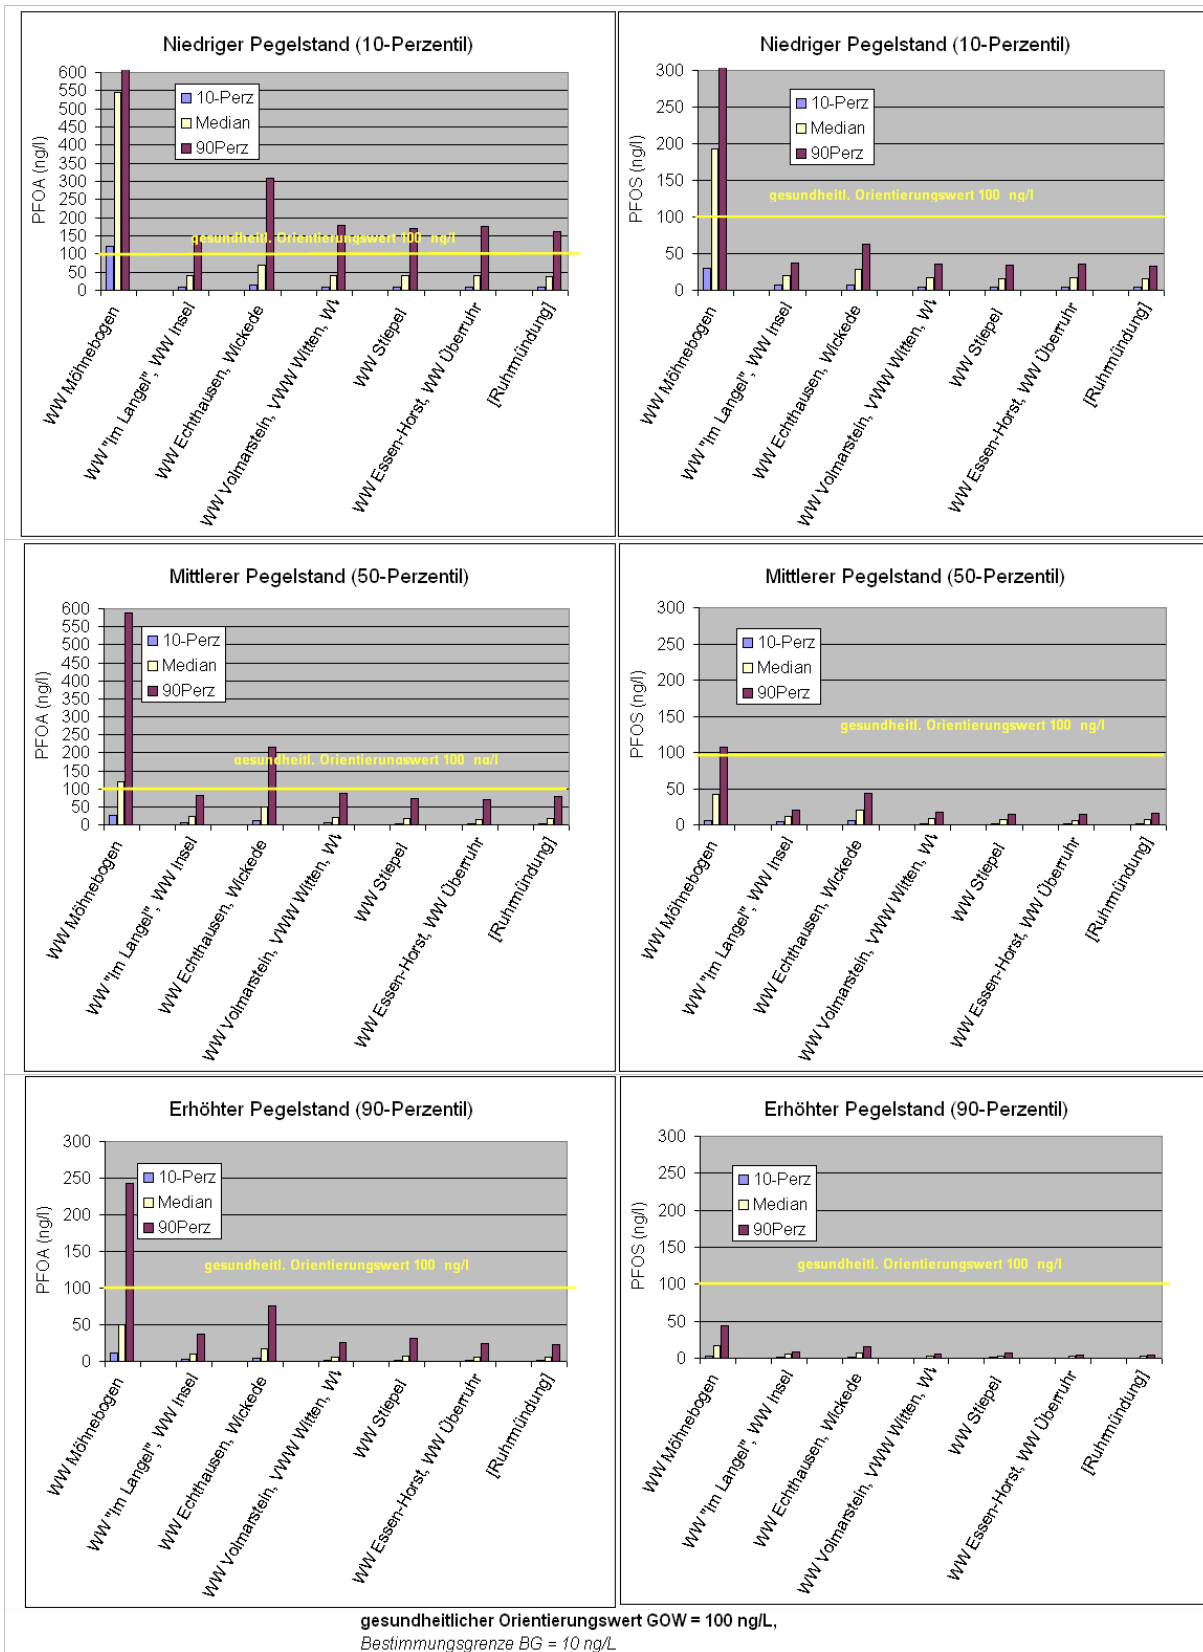 Niedriger Pegelstand (10-Perzentil)
PFOA (ng/l)
600
550
500
450
400
350
300
250
200
150
100
50
0
10-Perz
Median
90Perz
gesundheitl. Orientierungswert 100 ng/l
WW Möhnebogen
WW "Im Langel", WW Insel
WW Echthausen, Wickede
WW Volmarstein, VWW Witten, W\
WW Stiepel
WW Essen-Horst, WW Überruhr
[Ruhrmündung]
Niedriger Pegelstand (10-Perzentil)
PFOS (ng/l)
300
250
200
150
100
50
0
10-Perz
Median
90Perz
gesundheitl. Orientierungswert 100 ng/l
WW Möhnebogen
WW "Im Langel", WW Insel
WW Echthausen, Wickede
WW Volmarstein, VWW Witten, W\
WW Stiepel
WW Essen-Horst, WW Überruhr
[Ruhrmündung]
Mittlerer Pegelstand (50-Perzentil)
PFOA (ng/l)
600
550
500
450
400
350
300
250
200
150
100
50
0
10-Perz
Median
90Perz
gesundheitl. Orientierungswert 100 ng/l
WW Möhnebogen
WW "Im Langel", WW Insel
WW Echthausen, Wickede
WW Volmarstein, VWW Witten, W\
WW Stiepel
WW Essen-Horst, WW Überruhr
[Ruhrmündung]
Mittlerer Pegelstand (50-Perzentil)
PFOS (ng/l)
300
250
200
150
100
50
0
10-Perz
Median
90Perz
gesundheitl. Orientierungswert 100 ng/l
WW Möhnebogen
WW "Im Langel", WW Insel
WW Echthausen, Wickede
WW Volmarstein, VWW Witten, W\
WW Stiepel
WW Essen-Horst, WW Überruhr
[Ruhrmündung]
Erhöhter Pegelstand (90-Perzentil)
PFOA (ng/l)
300
250
200
150
100
50
0
10-Perz
Median
90Perz
gesundheitl. Orientierungswert 100 ng/l
WW Möhnebogen
WW "Im Langel", WW Insel
WW Echthausen, Wickede
WW Volmarstein, VWW Witten, W\
WW Stiepel
WW Essen-Horst, WW Überruhr
[Ruhrmündung]
Erhöhter Pegelstand (90-Perzentil)
PFOS (ng/l)
300
250
200
150
100
50
0
10-Perz
Median
90Perz
gesundheitl. Orientierungswert 100 ng/l
WW Möhnebogen
WW "Im Langel", WW Insel
WW Echthausen, Wickede
WW Volmarstein, VWW Witten, W\
WW Stiepel
WW Essen-Horst, WW Überruhr
[Ruhrmündung]
gesundheitlicher Orientierungswert GOW = 100 ng/L,
Bestimmungsgrenze BG = 10 ng/L